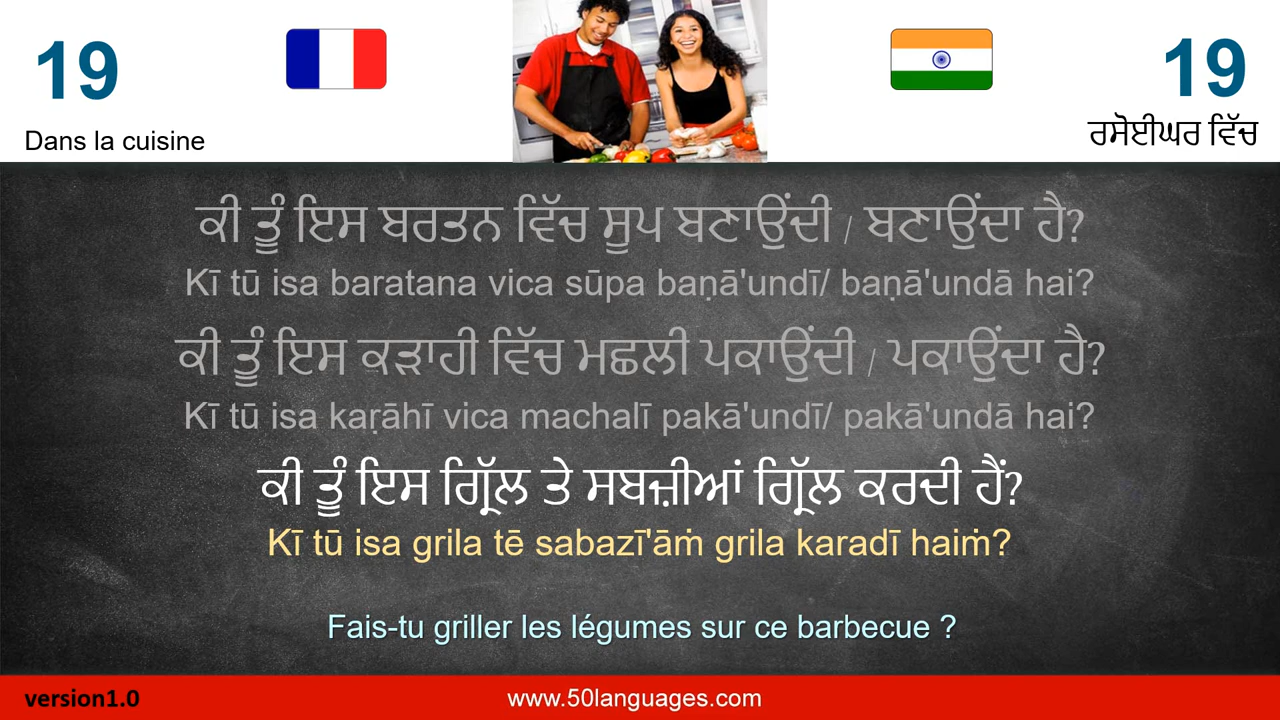 19
19
Dans la cuisine
ਰਸੋਈਘਰ ਵਿੱਚ
ਕੀ ਤੂੰ ਇਸ ਬਰਤਨ ਵਿੱਚ ਸੂਪ ਬਣਾਉਂਦੀ / ਬਣਾਉਂਦਾ ਹੈ?
Kī tū isa baratana vica sūpa baṇā'undī/ baṇā'undā hai?
ਕੀ ਤੂੰ ਇਸ ਕੜਾਹੀ ਵਿੱਚ ਮਛਲੀ ਪਕਾਉਂਦੀ / ਪਕਾਉਂਦਾ ਹੈ?
Kī tū isa kaṛāhī vica machalī pakā'undī/ pakā'undā hai?
ਕੀ ਤੂੰ ਇਸ ਗ੍ਰਿੱਲ ਤੇ ਸਬਜ਼ੀਆਂ ਗ੍ਰਿੱਲ ਕਰਦੀ ਹੈਂ?
Kī tū isa grila tē sabazī'āṁ grila karadī haiṁ?
Fais-tu griller les légumes sur ce barbecue ?
version1.0
www.50languages.com